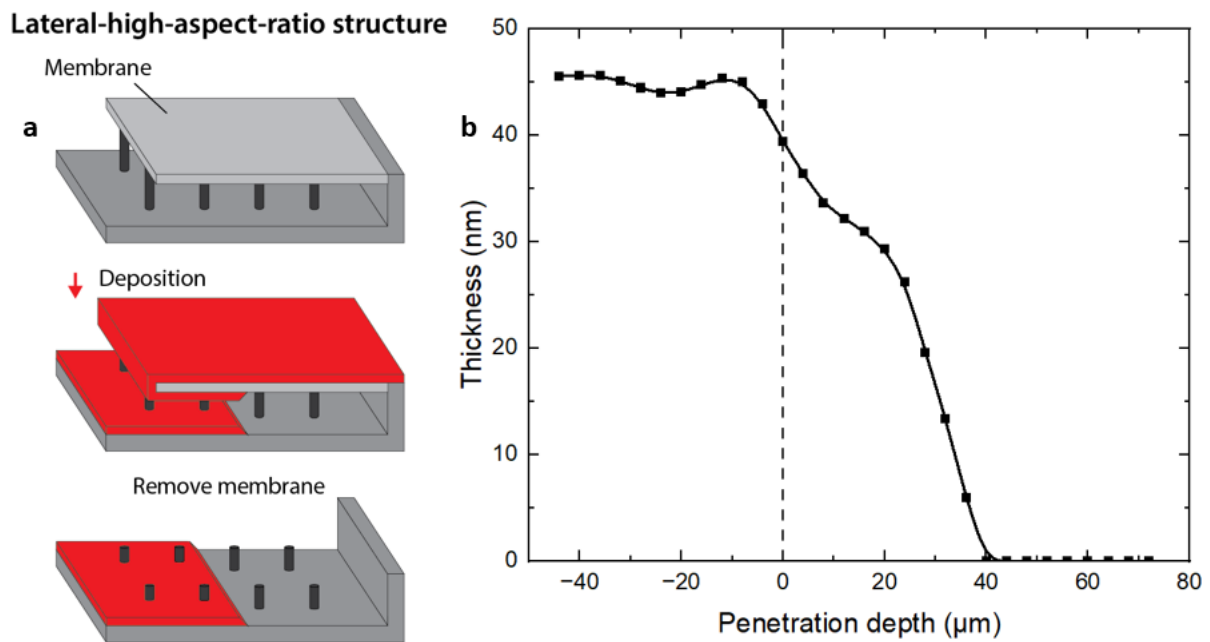 Lateral-high-aspect-ratio structure
Membrane
a
Deposition
Remove membrane
b
Thickness (nm)
50
40
30
20
10
0
−40
−20
0
20
40
60
80
Penetration depth (μm)